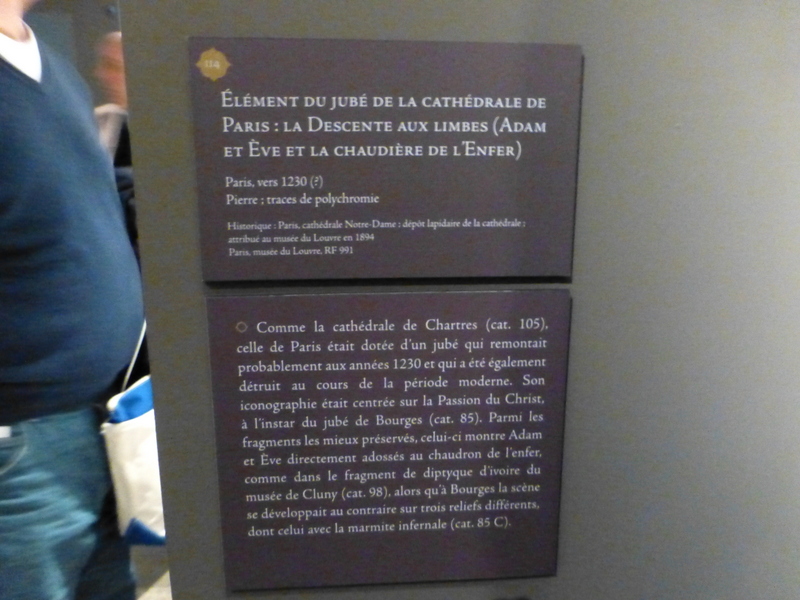 114
Élément du jubé de la cathédrale de
Paris : la Descente aux limbes (Adam
et Ève et la chaudière de l'Enfer)
Paris, vers 1230 (?)
Pierre ; traces de polychromie
Historique : Paris, cathédrale Notre-Dame ; dépôt lapidaire de la cathédrale ;
attribué au musée du Louvre en 1894
Paris, musée du Louvre, RF 991
Comme la cathédrale de Chartres (cat. 105),
celle de Paris était dotée d'un jubé qui remontait
probablement aux années 1230 et qui a été également
détruit au cours de la période moderne. Son
iconographie était centrée sur la Passion du Christ,
à l'instar du jubé de Bourges (cat. 85). Parmi les
fragments les mieux préservés, celui-ci montre Adam
et Ève directement adossés au chaudron de l'enfer,
comme dans le fragment de diptyque d'ivoire du
musée de Cluny (cat. 98), alors qu'à Bourges la scène
se développait au contraire sur trois reliefs différents,
dont celui avec la marmite infernale (cat. 85 C).